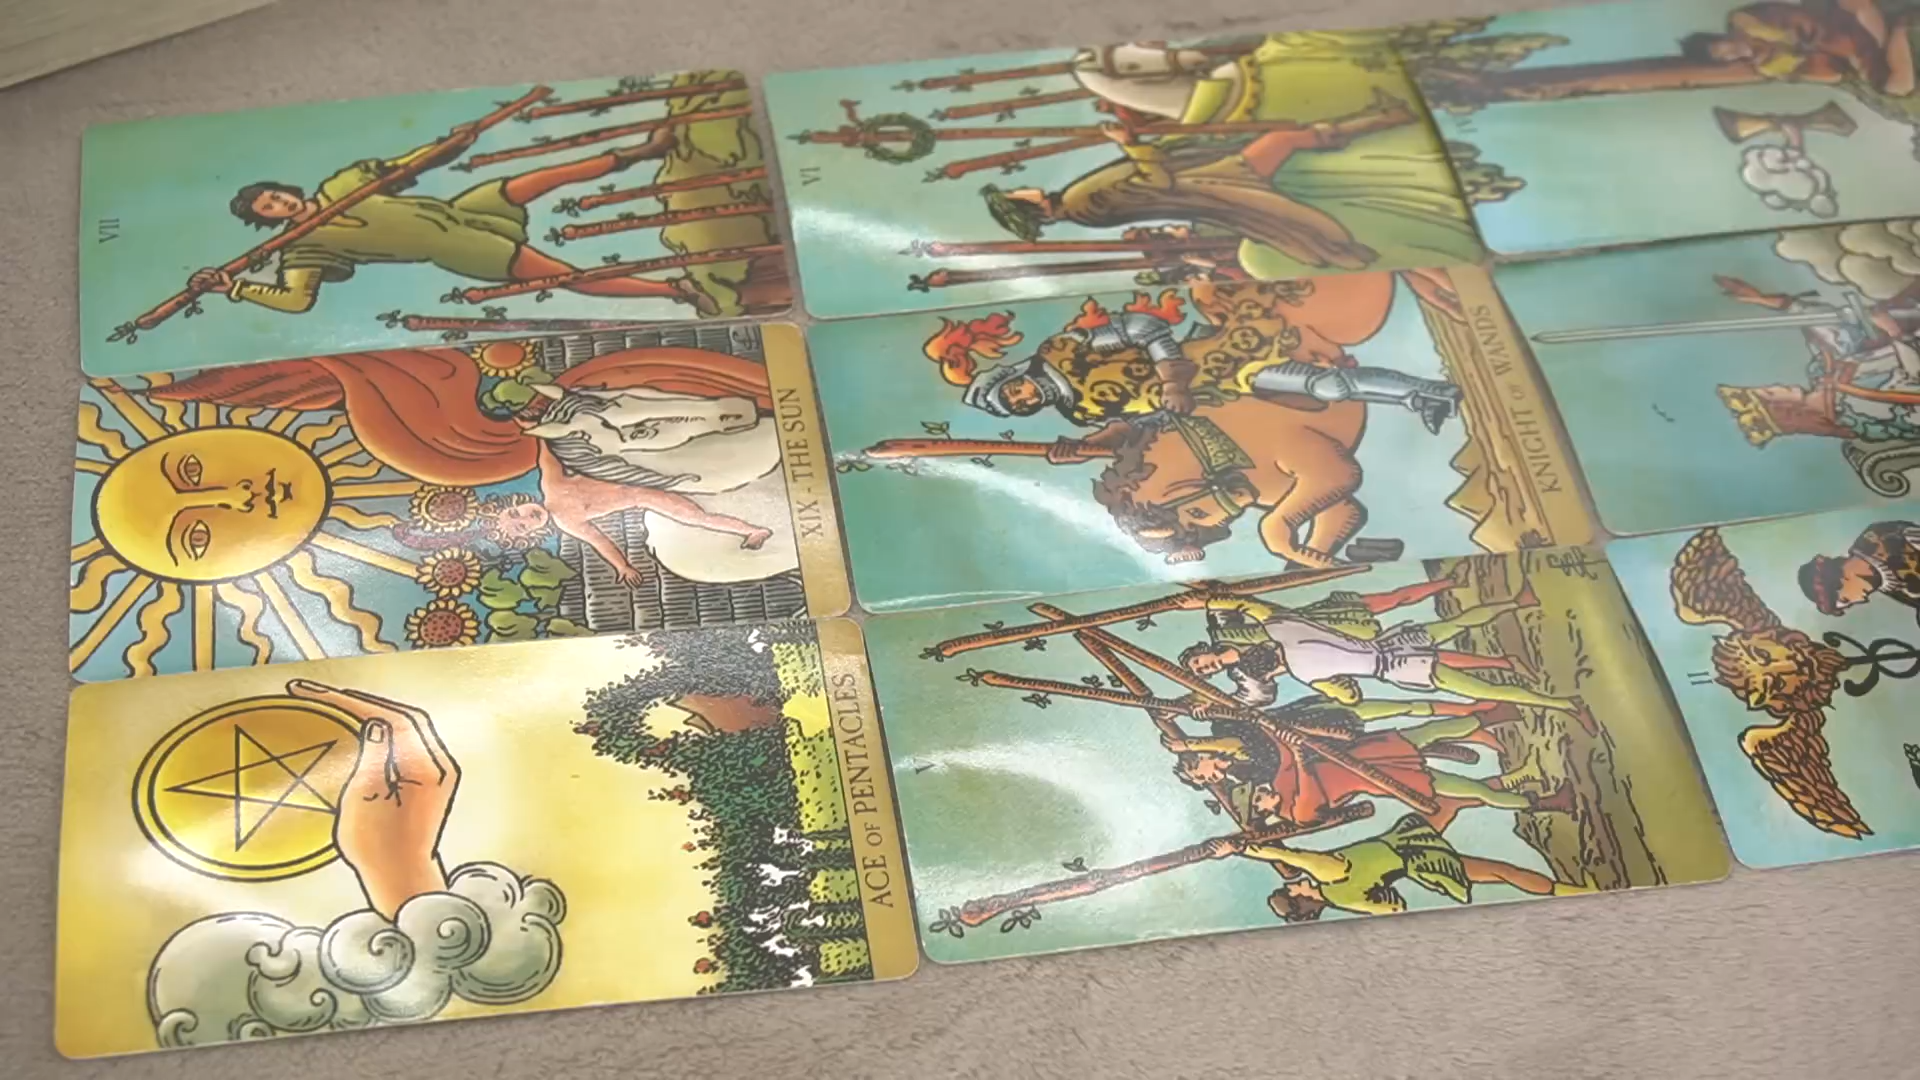 VII
VI
XIX - THE SUN
KNIGHT OF WANDS
ACE OF PENTACLES
V
II